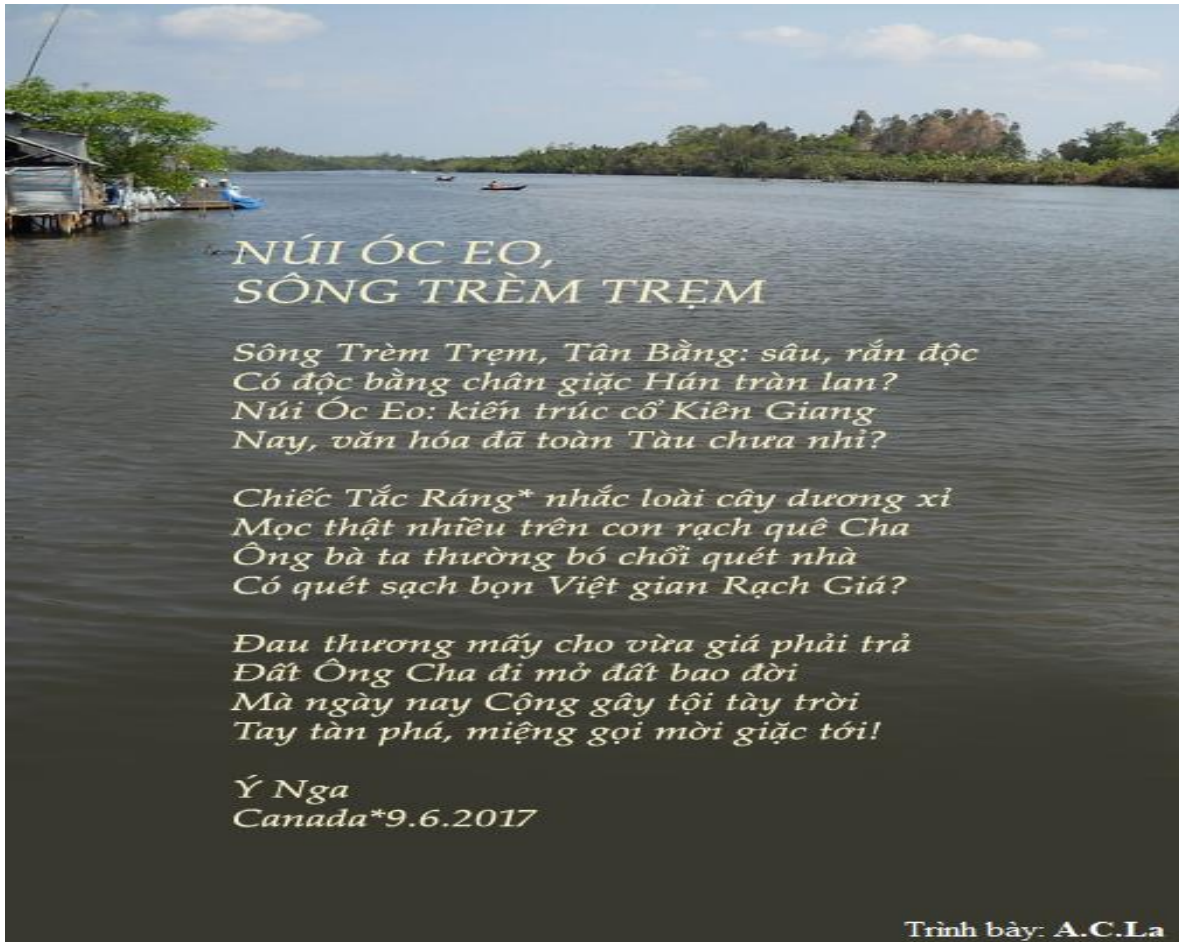 NÚI ÓC EO,
SÔNG TRÈM TRẸM
Sông Trèm Trẹm, Tân Bằng: sâu, rắn độc
Có độc bằng chân giặc Hán tràn lan?
Núi Óc Eo: kiến trúc cổ Kiên Giang
Nay, văn hóa đã toàn Tàu chưa nhỉ?
Chiếc Tắc Ráng* nhắc loài cây dương xỉ
Mọc thật nhiều trên con rạch quê Cha
Ông bà ta thường bó chổi quét nhà
Có quét sạch bọn Việt gian Rạch Giá?
Đau thương mấy cho vừa giá phải trả
Đất Ông Cha đi mở đất bao đời
Mà ngày nay Cộng gây tội tày trời
Tay tàn phá, miệng gọi mời giặc tới!
Ý Nga
Canada*9.6.2017
Trình bày: A.C.La